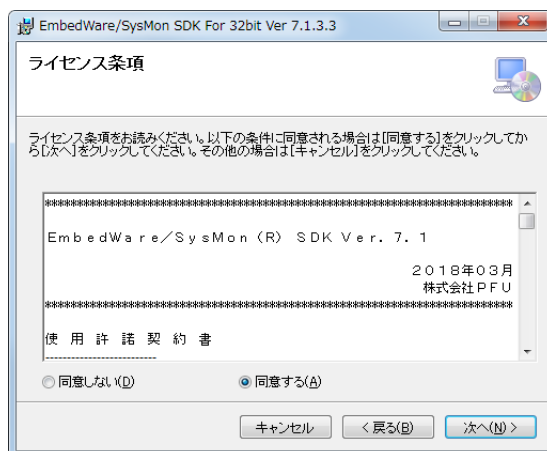 EmbedWare/SysMon SDK For 32bit Ver 7.1.3.3
ライセンス条項
ライセンス条項をお読みください。以下の条件に同意される場合は[同意する]をクリックしてか
ら[次へ]をクリックしてください。その他の場合は[キャンセル]をクリックしてください。
******************************************************************************
ＥｍｂｅｄＷａｒｅ／ＳｙｓＭｏｎ（Ｒ） ＳＤＫ Ｖｅｒ．７．１
２０１８年０３月
株式会社ＰＦＵ
******************************************************************************
使 用 許 諾 契 約 書
--------------------------
同意しない(D) 同意する(A)
キャンセル < 戻る(B) 次へ(N) >